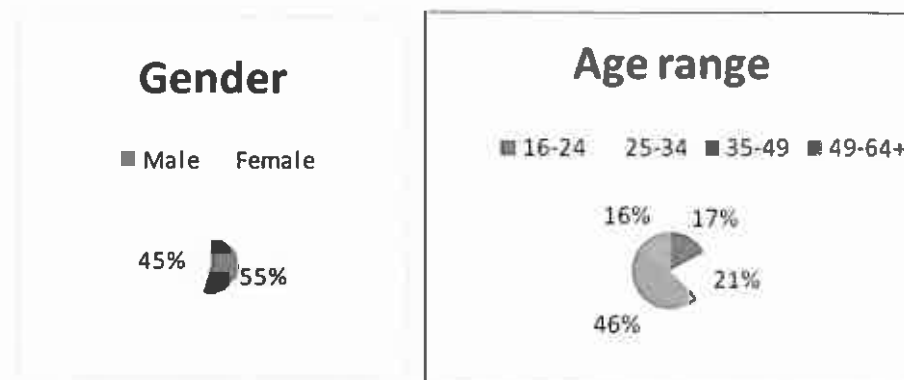 Gender
Male Female
45%
55%
Age range
16-24 25-34 35-49 49-64+
16% 17%
21%
46%